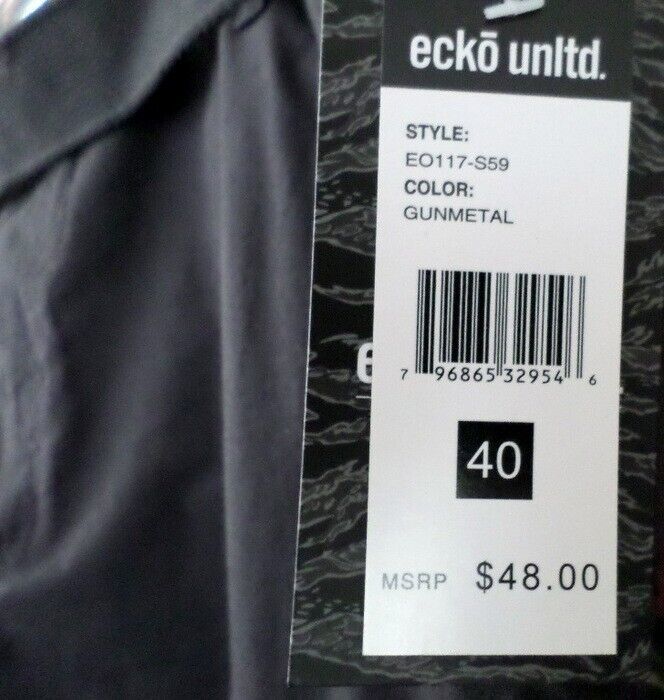 eckō unltd.
STYLE:
EO117-S59
COLOR:
GUNMETAL
7 96865 32954 6
40
MSRP $48.00